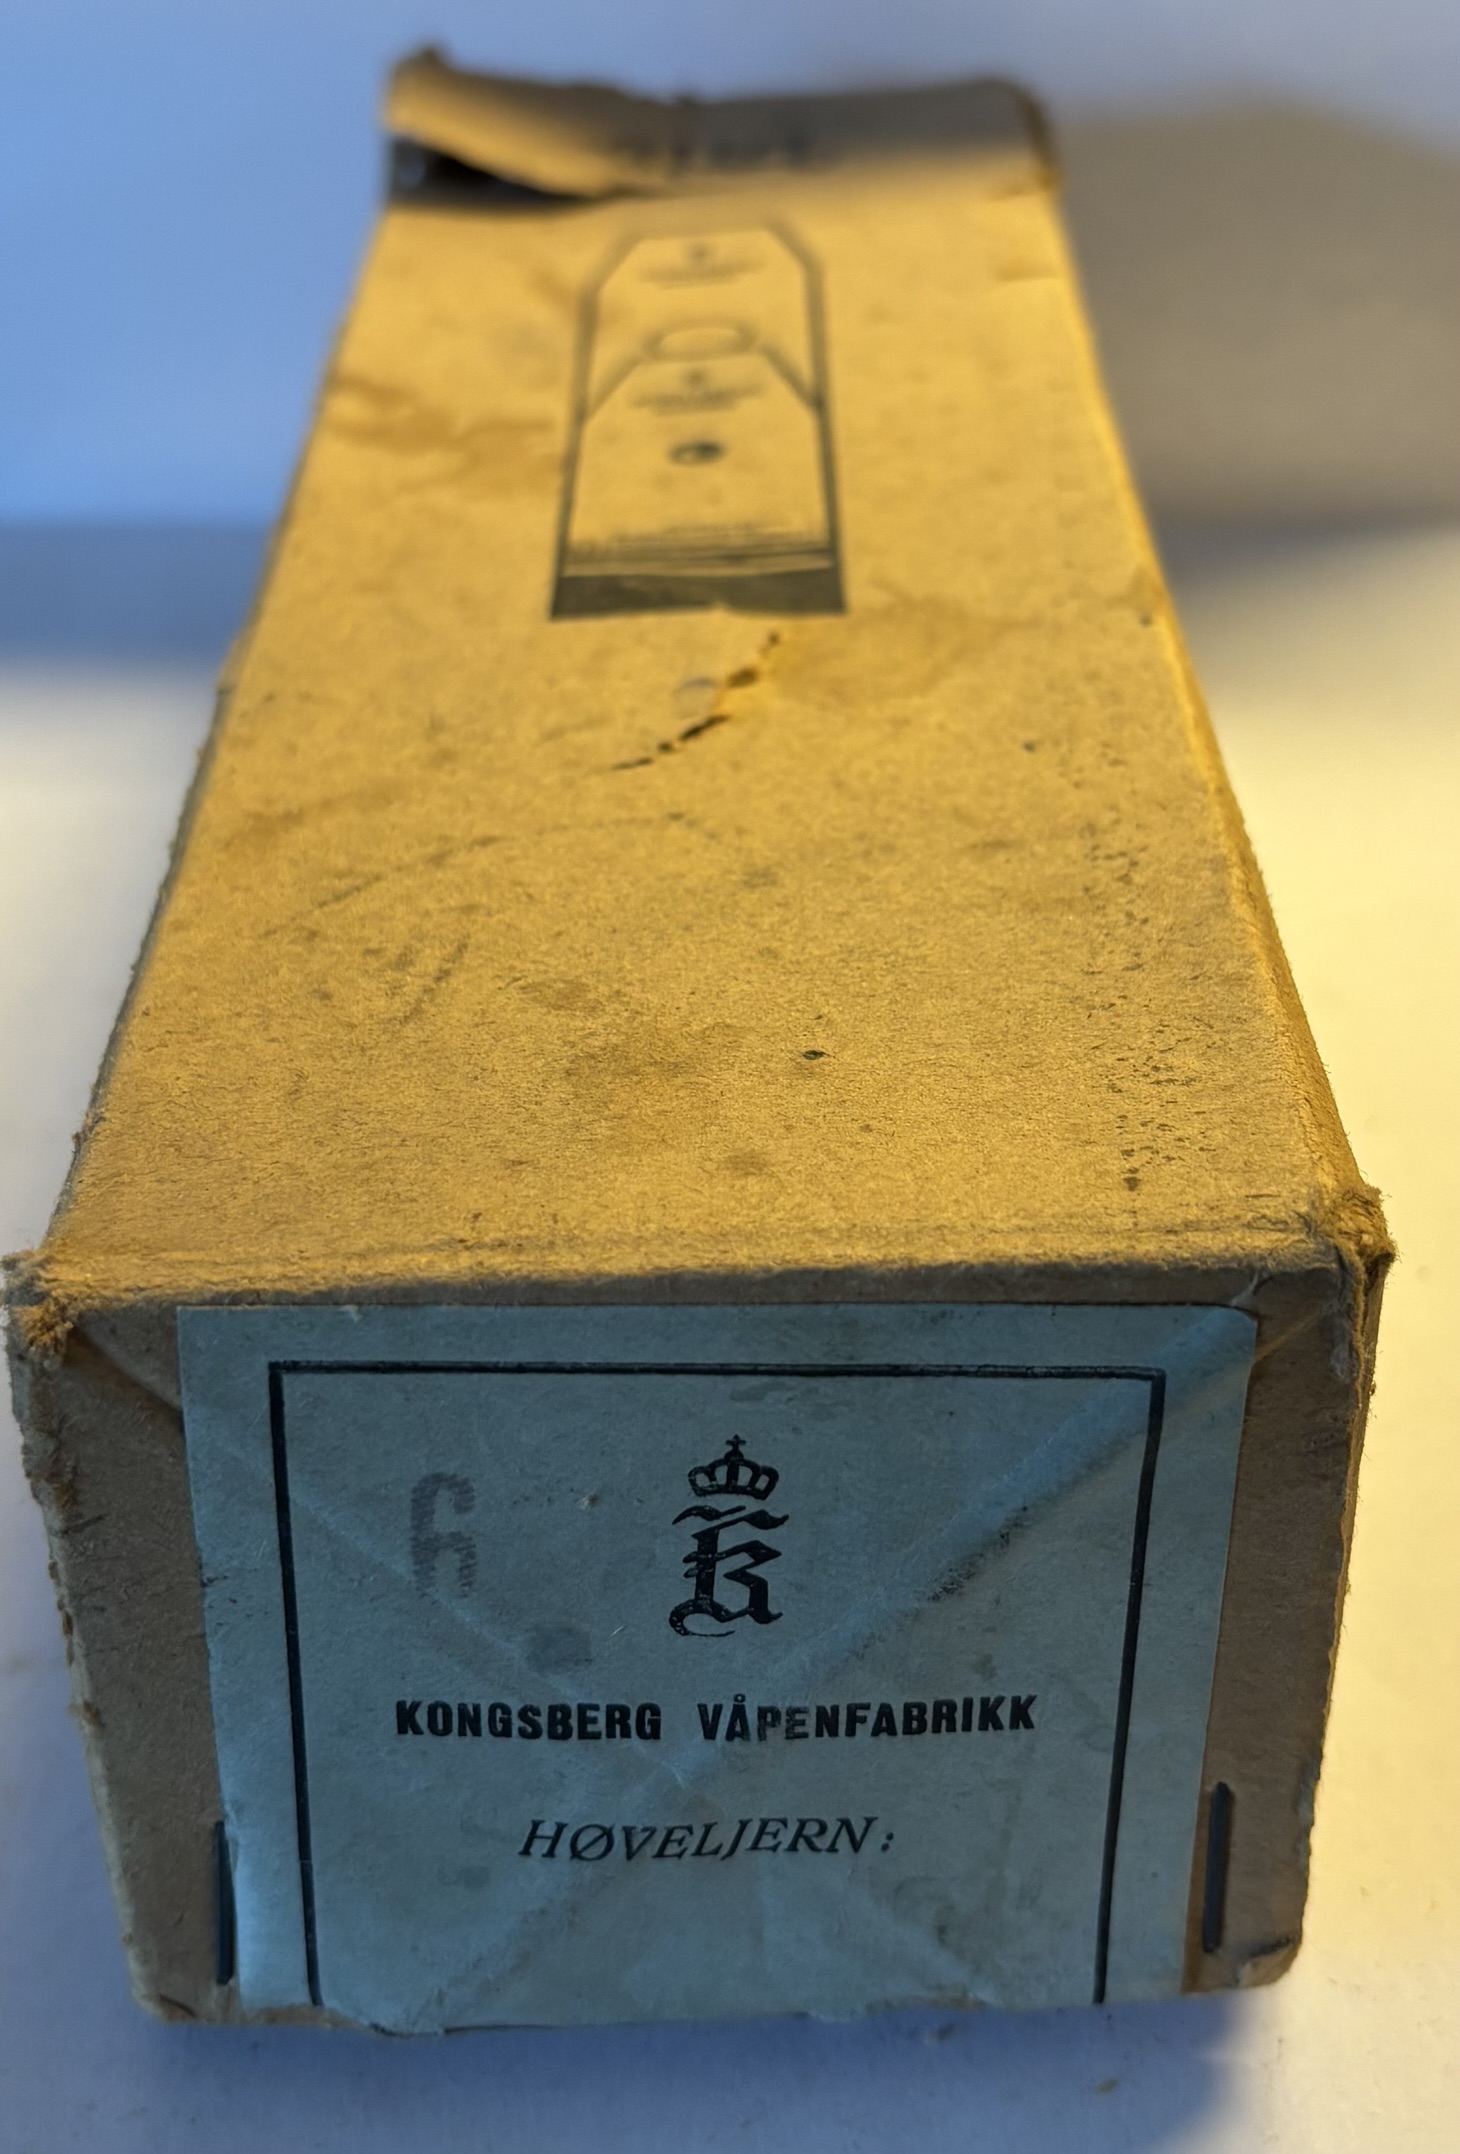 6
K
KONGSBERG VÅPENFABRIKK
HØVELJERN: